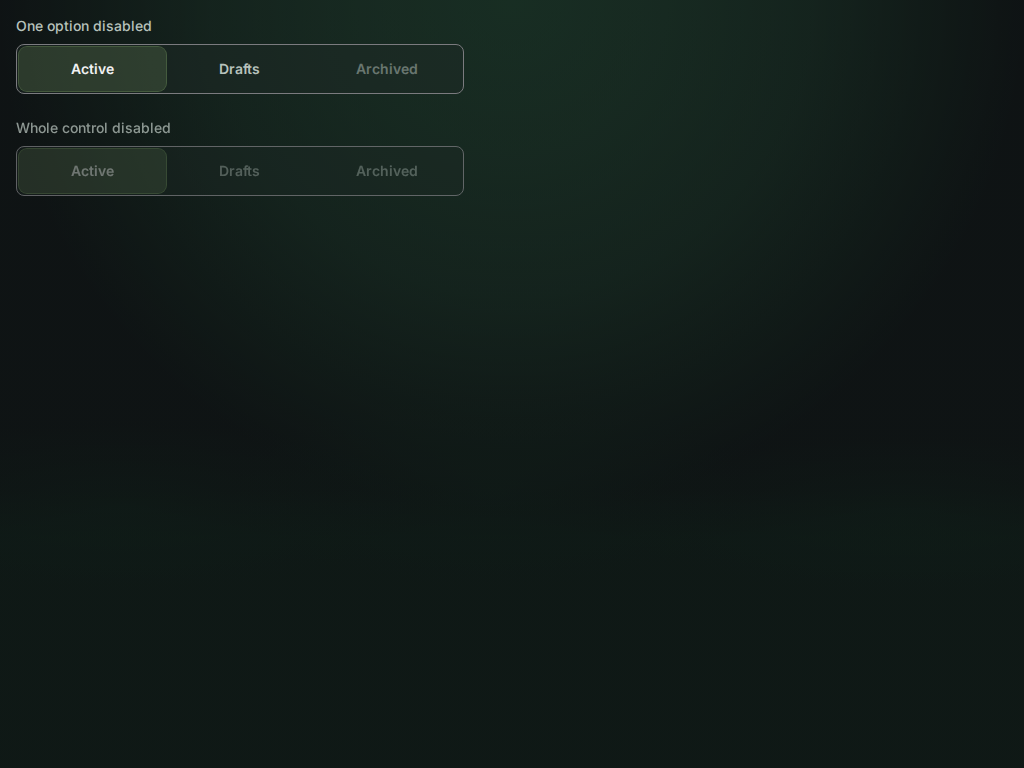 One option disabled
Active Drafts Archived
Whole control disabled
Active Drafts Archived